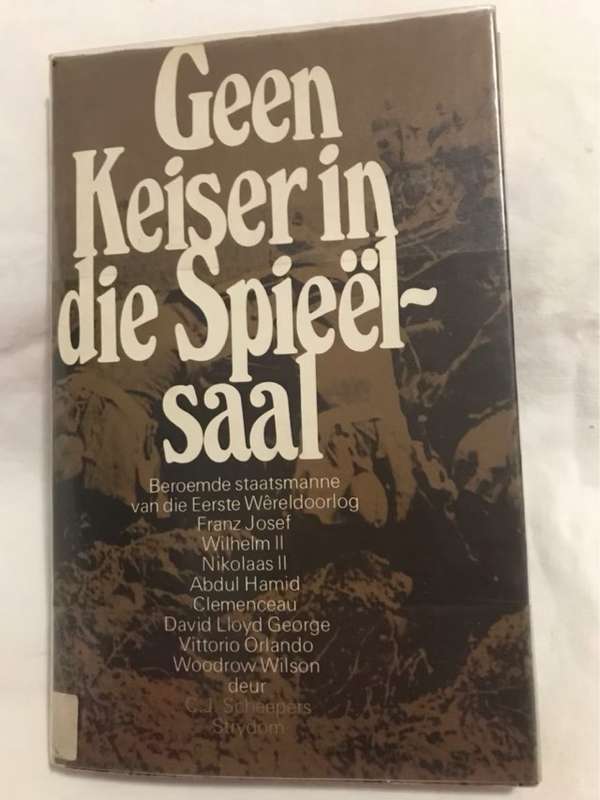 Geen
Keiser in
die Spieël-
saal
Beroemde staatsmanne
van die Eerste Wêreldoorlog
Franz Josef
Wilhelm II
Nikolaas II
Abdul Hamid
Clemenceau
David Lloyd George
Vittorio Orlando
Woodrow Wilson
deur
C.J. Scheepers
Strydom